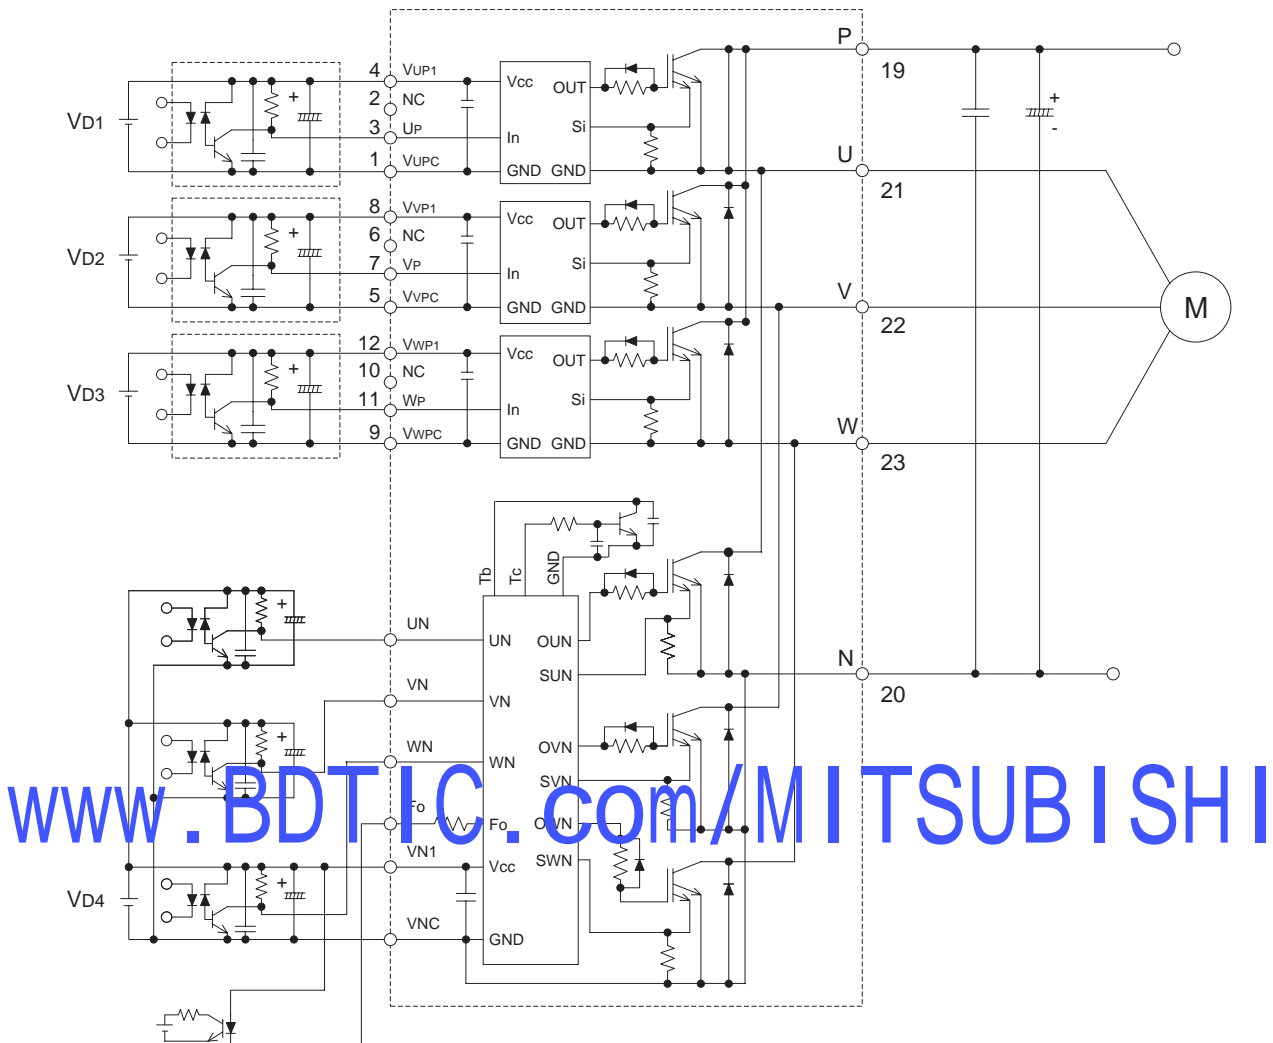 P
19
4 VUP1
2 NC
3 UP
1 VUPC
VD1
+
Vcc
OUT
Si
In
GND GND
U
21
+
-
8 VVP1
6 NC
7 VP
5 VVPC
VD2
+
Vcc
OUT
Si
In
GND GND
V
22
M
12 VWP1
10 NC
11 WP
9 VWPC
VD3
+
Vcc
OUT
Si
In
GND GND
W
23
Tb
Tc
GND
+
UN
UN
OUN
SUN
N
20
VN
VN
+
OVN
SVN
WN
WN
www.BDTIC.com/MITSUBISHI
Fo
Fo
OWN
SWN
VN1
Vcc
VD4
+
VNC
GND